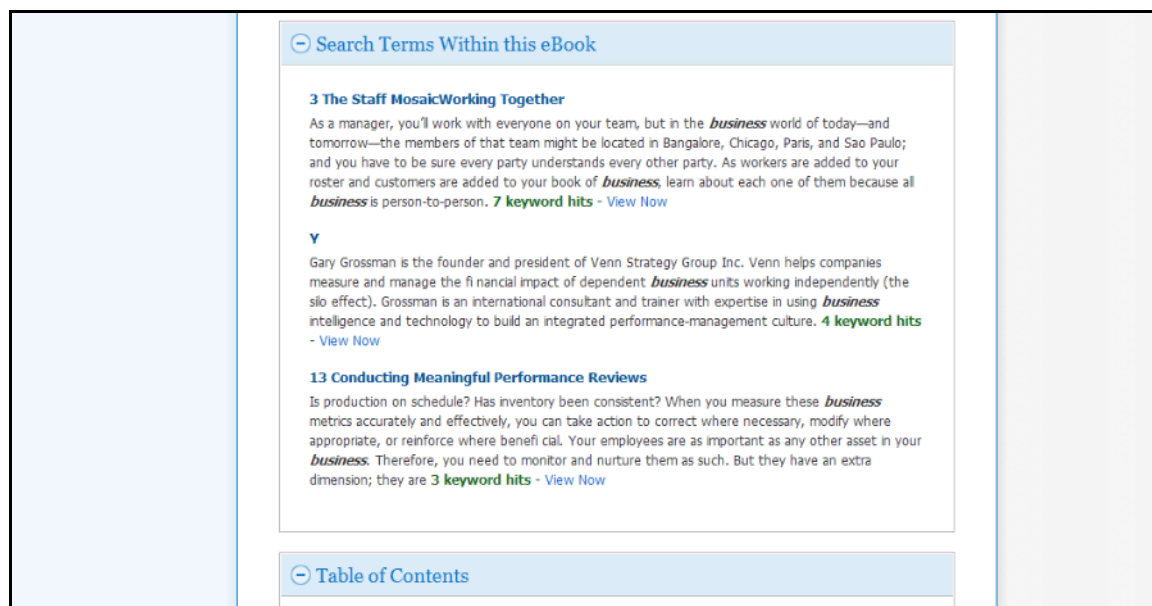 Search Terms Within this eBook
3 The Staff MosaicWorking Together
As a manager, you'll work with everyone on your team, but in the business world of today—and
tomorrow—the members of that team might be located in Bangalore, Chicago, Paris, and Sao Paulo;
and you have to be sure every party understands every other party. As workers are added to your
roster and customers are added to your book of business, learn about each one of them because all
business is person-to-person. 7 keyword hits - View Now
Y
Gary Grossman is the founder and president of Venn Strategy Group Inc. Venn helps companies
measure and manage the fi nancial impact of dependent business units working independently (the
silo effect). Grossman is an international consultant and trainer with expertise in using business
intelligence and technology to build an integrated performance-management culture. 4 keyword hits
- View Now
13 Conducting Meaningful Performance Reviews
Is production on schedule? Has inventory been consistent? When you measure these business
metrics accurately and effectively, you can take action to correct where necessary, modify where
appropriate, or reinforce where benefi cial. Your employees are as important as any other asset in your
business. Therefore, you need to monitor and nurture them as such. But they have an extra
dimension; they are 3 keyword hits - View Now
Table of Contents